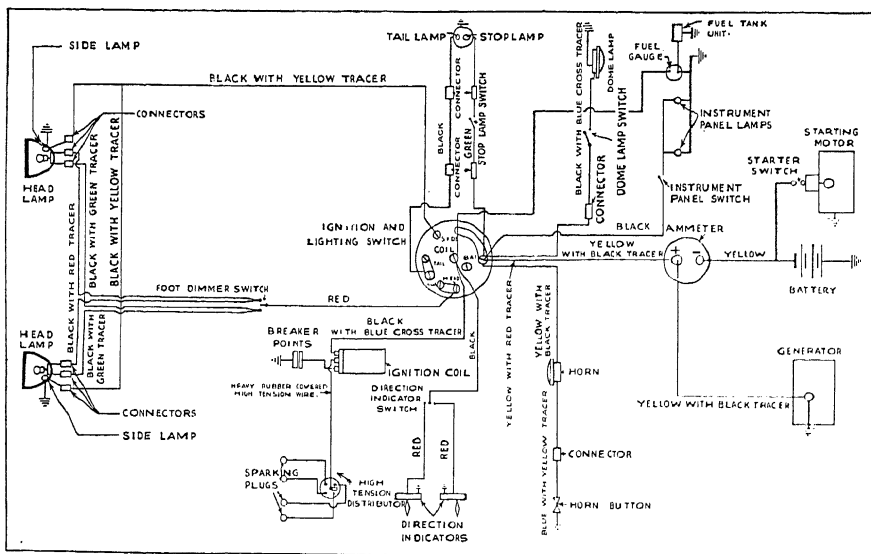 SIDE LAMP
TAIL LAMP
STOP LAMP
FUEL TANK
UNIT.
FUEL
GAUGE
BLACK WITH YELLOW TRACER
CONNECTORS
CONNECTOR
CONNECTOR
BLACK
GREEN
STOP LAMP SWITCH
BLACK WITH BLUE CROSS TRACER
DOME LAMP
DOME LAMP SWITCH
CONNECTOR
INSTRUMENT
PANEL LAMPS
STARTING
MOTOR
STARTER
SWITCH
INSTRUMENT
PANEL SWITCH
HEAD
LAMP
BLACK WITH RED TRACER
BLACK WITH GREEN TRACER
BLACK WITH YELLOW TRACER
IGNITION AND
LIGHTING SWITCH
SIDE
COIL
BAT
TAIL
HEAD
BLACK
YELLOW
WITH BLACK TRACER
AMMETER
+
-
YELLOW
BATTERY
FOOT DIMMER SWITCH
RED
BLACK
WITH BLUE CROSS TRACER
BLACK WITH
GREEN TRACER
HEAD
LAMP
BREAKER
POINTS
IGNITION COIL
BLACK
YELLOW WITH RED TRACER
YELLOW WITH
BLACK TRACER
HORN
GENERATOR
YELLOW WITH BLACK TRACER
HEAVY RUBBER COVERED
HIGH TENSION WIRE.
DIRECTION
INDICATOR
SWITCH
RED
RED
CONNECTORS
SIDE LAMP
SPARKING
PLUGS
HIGH
TENSION
DISTRIBUTOR
DIRECTION
INDICATORS
BLUE WITH YELLOW TRACER
CONNECTOR
HORN BUTTON